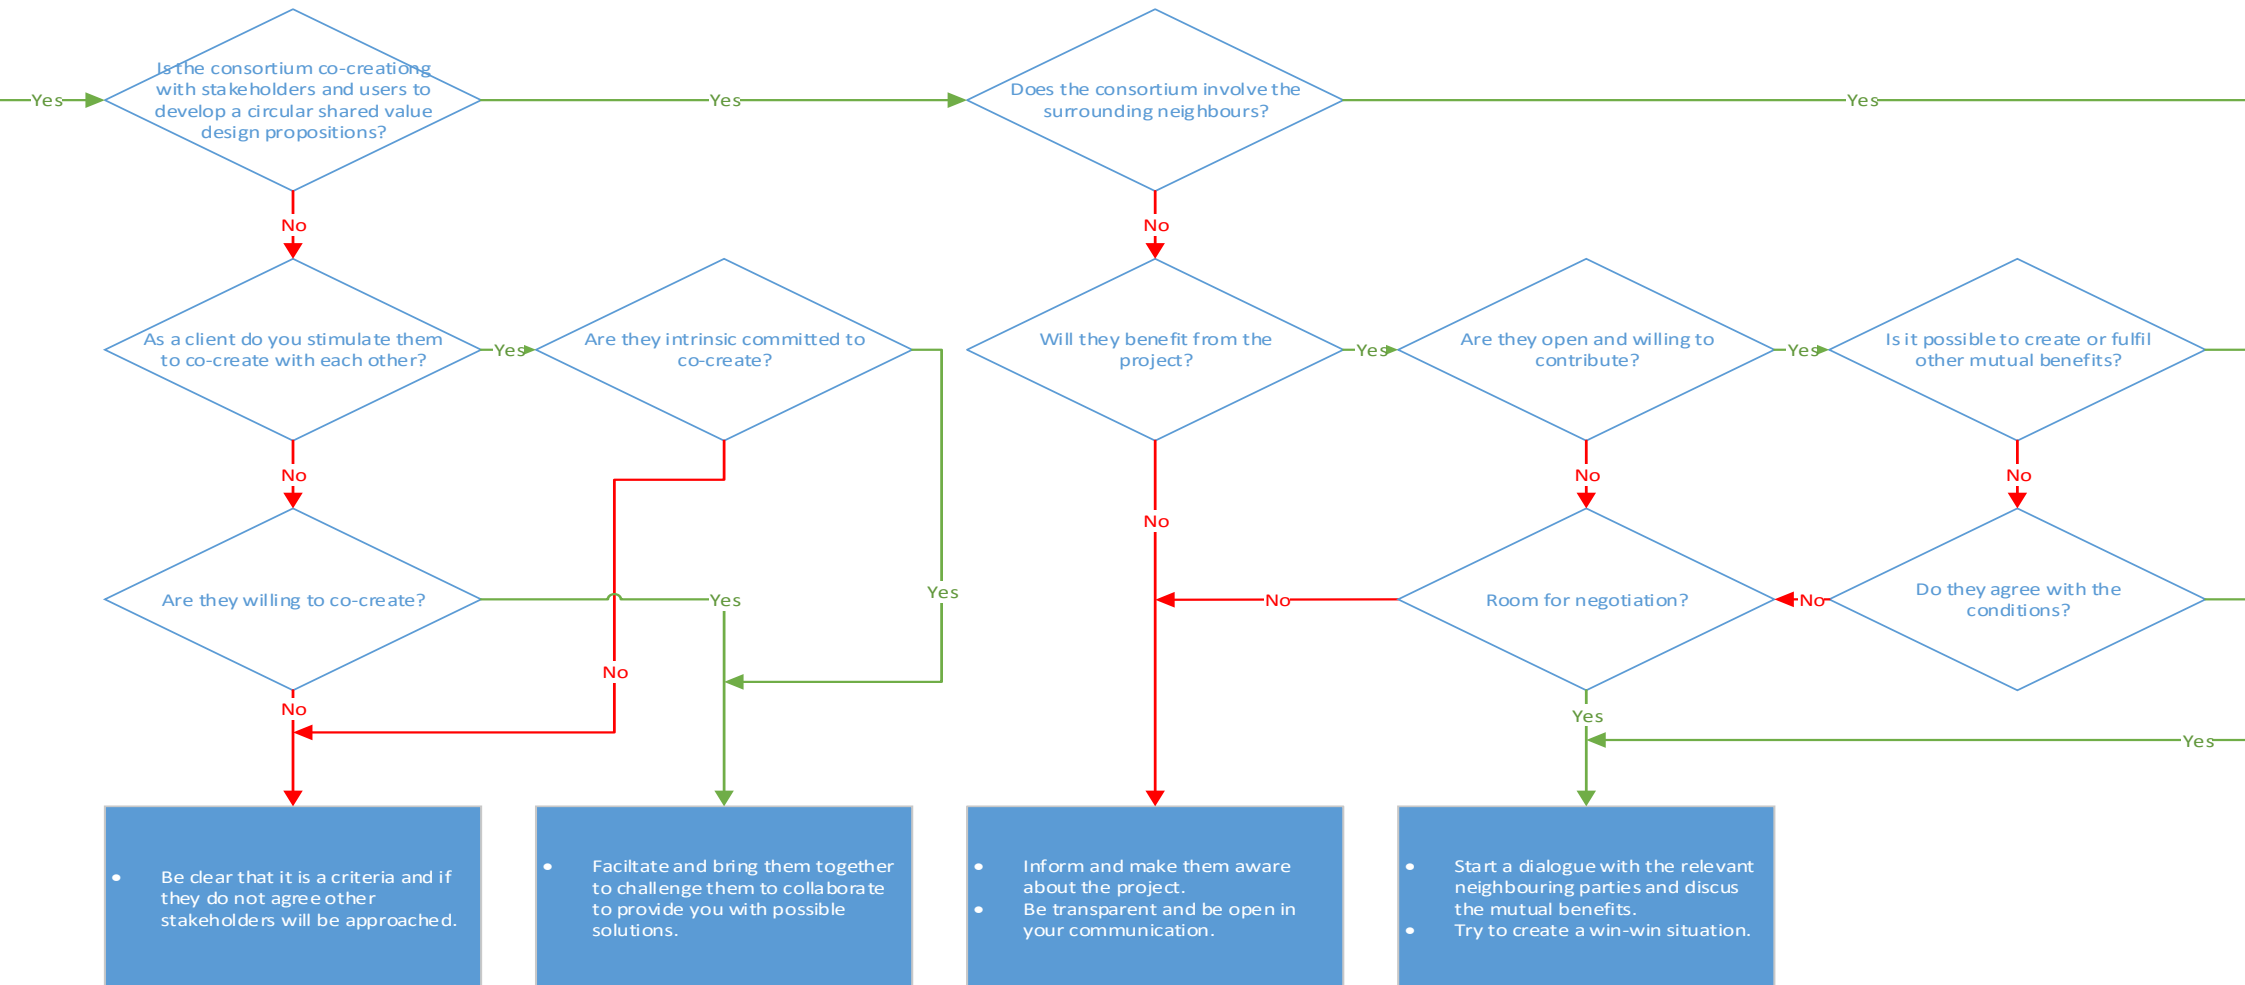 Is the consortium co-creationg
with stakeholders and users to
develop a circular shared value
design propositions?
Does the consortium involve the
surrounding neighbours?
Yes
Yes
Yes
No
No
As a client do you stimulate them
to co-create with each other?
Yes
Are they intrinsic committed to
co-create?
Will they benefit from the
project?
Yes
Are they open and willing to
contribute?
Yes
Is it possible to create or fulfil
other mutual benefits?
No
No
No
No
Are they willing to co-create?
Yes
Yes
No
Room for negotiation?
No
Do they agree with the
conditions?
No
No
Yes
Yes
• Be clear that it is a criteria and if
they do not agree other
stakeholders will be approached.
• Faciltate and bring them together
to challenge them to collaborate
to provide you with possible
solutions.
• Inform and make them aware
about the project.
• Be transparent and be open in
your communication.
• Start a dialogue with the relevant
neighbouring parties and discus
the mutual benefits.
• Try to create a win-win situation.